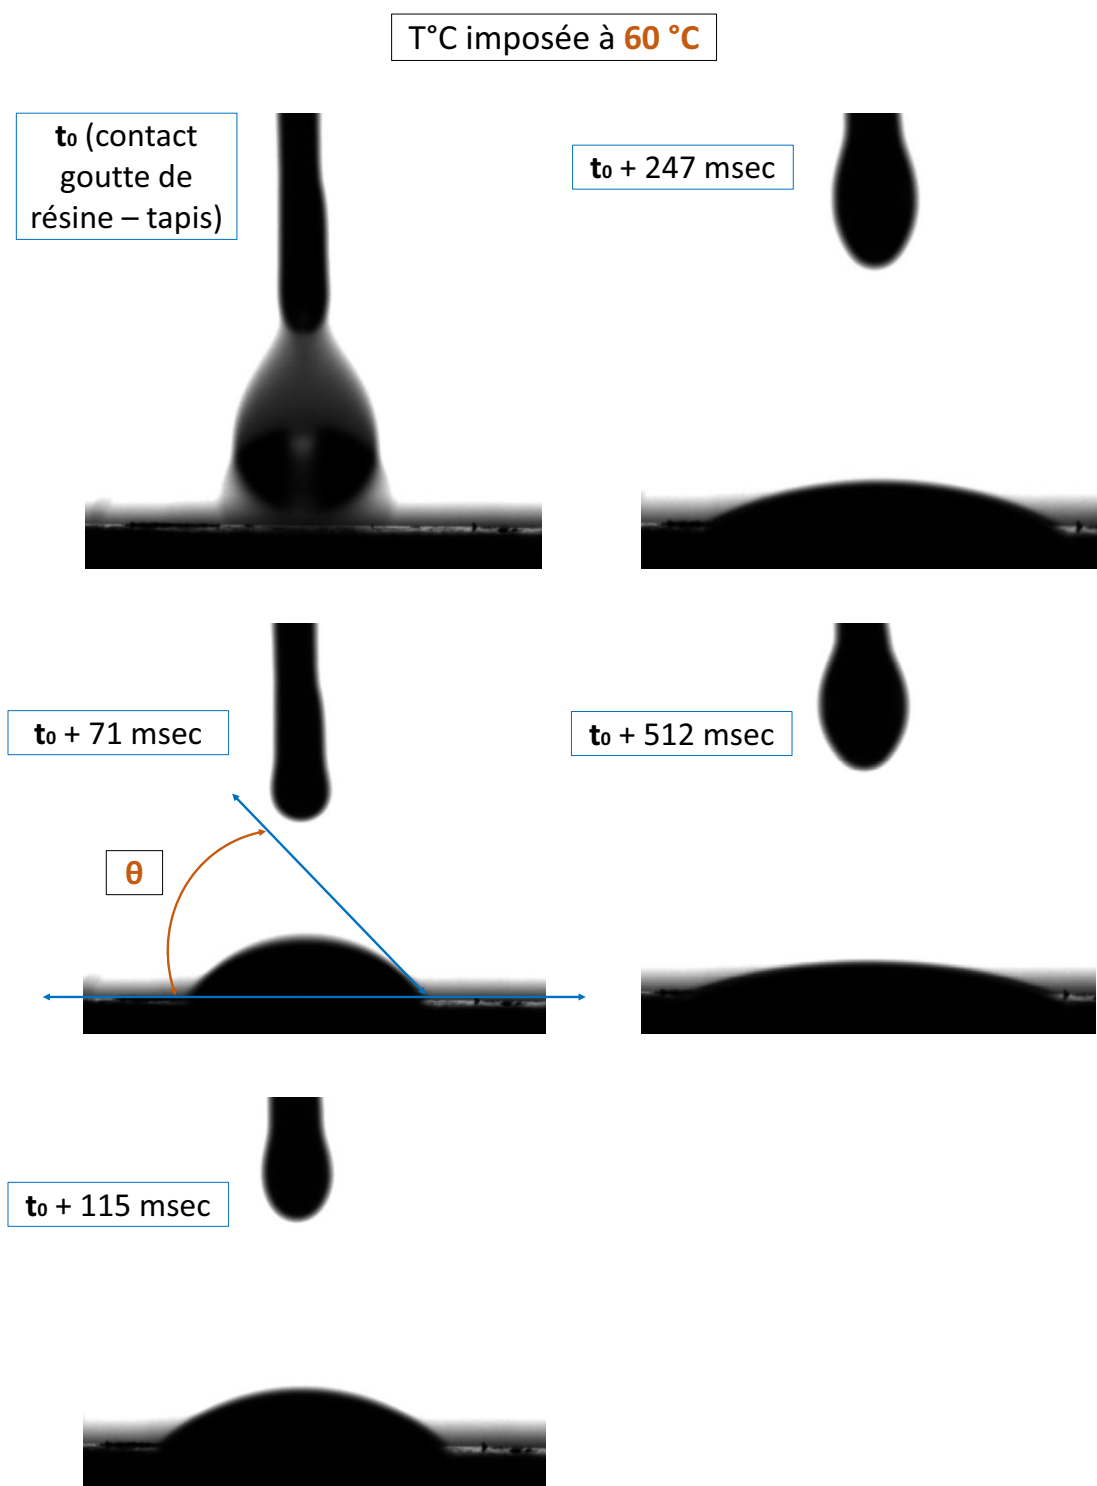 T°C imposée à 60 °C
t0 (contact
goutte de
résine – tapis)
t0 + 247 msec
t0 + 71 msec
t0 + 512 msec
θ
t0 + 115 msec